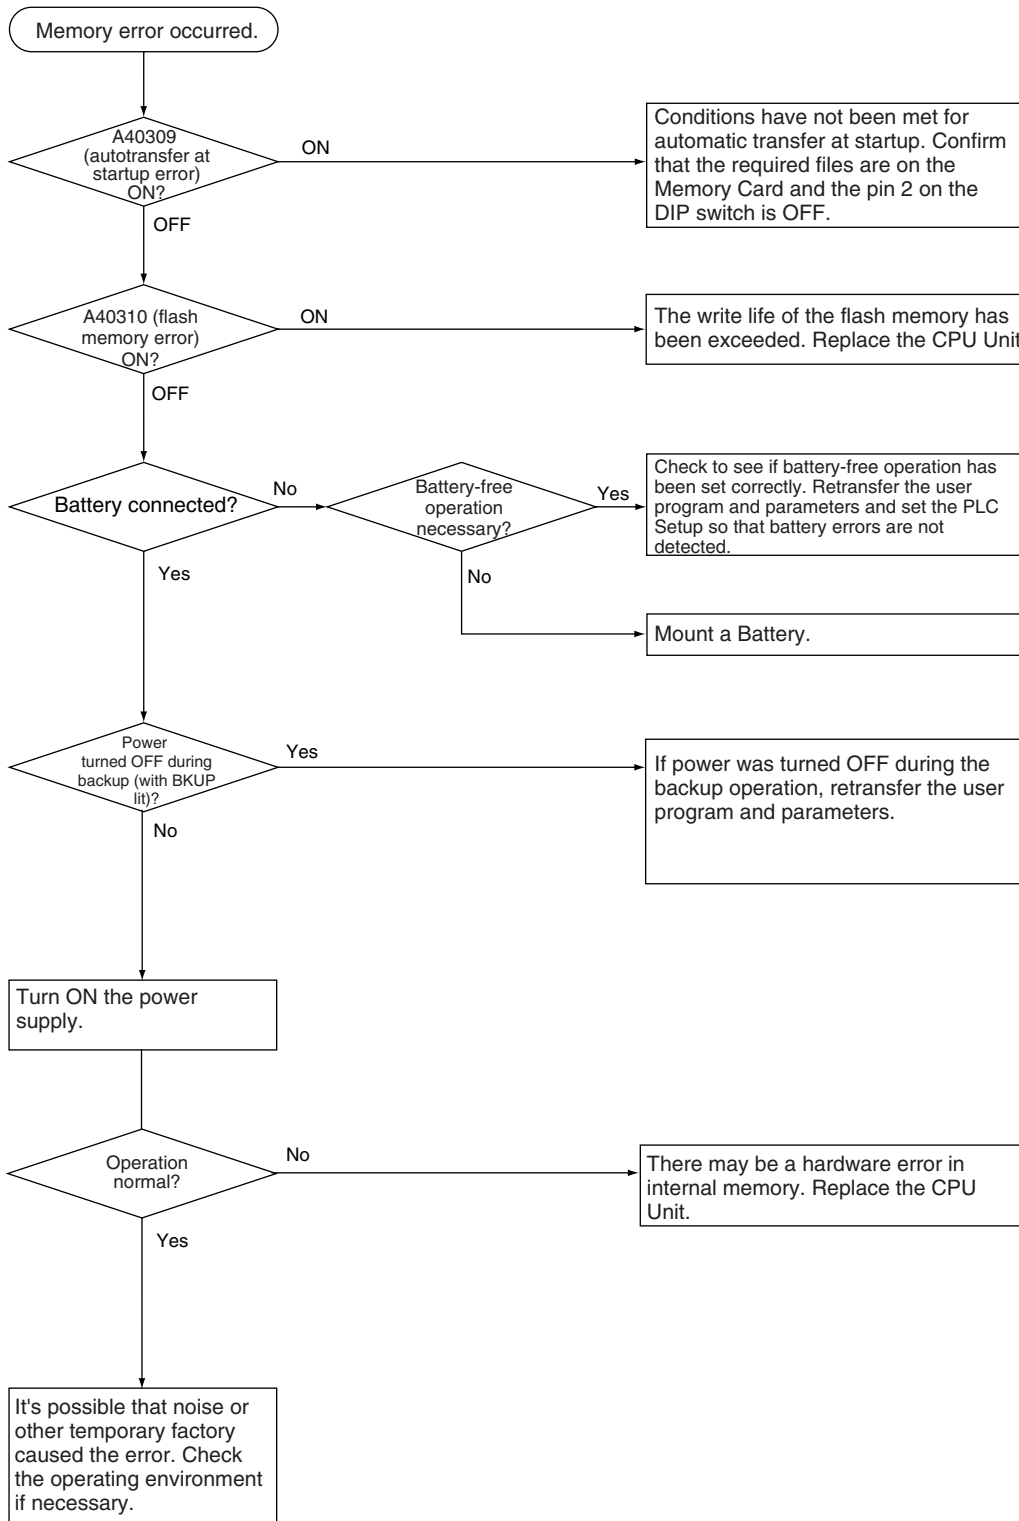 Memory error occurred.
A40309
(autotransfer at
startup error)
ON?
ON
Conditions have not been met for
automatic transfer at startup. Confirm
that the required files are on the
Memory Card and the pin 2 on the
DIP switch is OFF.
OFF
A40310 (flash
memory error)
ON?
ON
The write life of the flash memory has
been exceeded. Replace the CPU Unit
OFF
Battery connected?
No
Battery-free
operation
necessary?
Yes
Check to see if battery-free operation has
been set correctly. Retransfer the user
program and parameters and set the PLC
Setup so that battery errors are not
detected.
Yes
No
Mount a Battery.
Power
turned OFF during
backup (with BKUP
lit)?
Yes
If power was turned OFF during the
backup operation, retransfer the user
program and parameters.
No
Turn ON the power
supply.
Operation
normal?
No
There may be a hardware error in
internal memory. Replace the CPU
Unit.
Yes
It's possible that noise or
other temporary factory
caused the error. Check
the operating environment
if necessary.